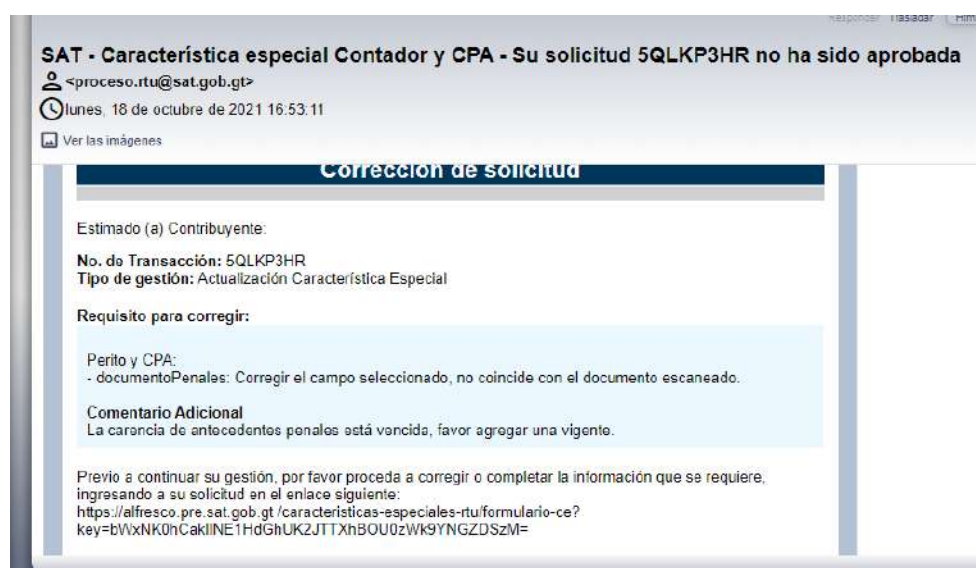 Responder Trasladar
SAT - Característica especial Contador y CPA - Su solicitud 5QLKP3HR no ha sido aprobada
<proceso.rtu@sat.gob.gt>
lunes, 18 de octubre de 2021 16:53:11
Ver las imágenes
Corrección de solicitud
Estimado (a) Contribuyente:
No. de Transacción: 5QLKP3HR
Tipo de gestión: Actualización Característica Especial
Requisito para corregir:
Perito y CPA:
- documentoPenales: Corregir el campo seleccionado, no coincide con el documento escaneado.
Comentario Adicional
La carencia de antecedentes penales está vencida, favor agregar una vigente.
Previo a continuar su gestión, por favor proceda a corregir o completar la información que se requiere,
ingresando a su solicitud en el enlace siguiente:
https://alfresco.pre.sat.gob.gt /caracteristicas-especiales-rtu/formulario-ce?